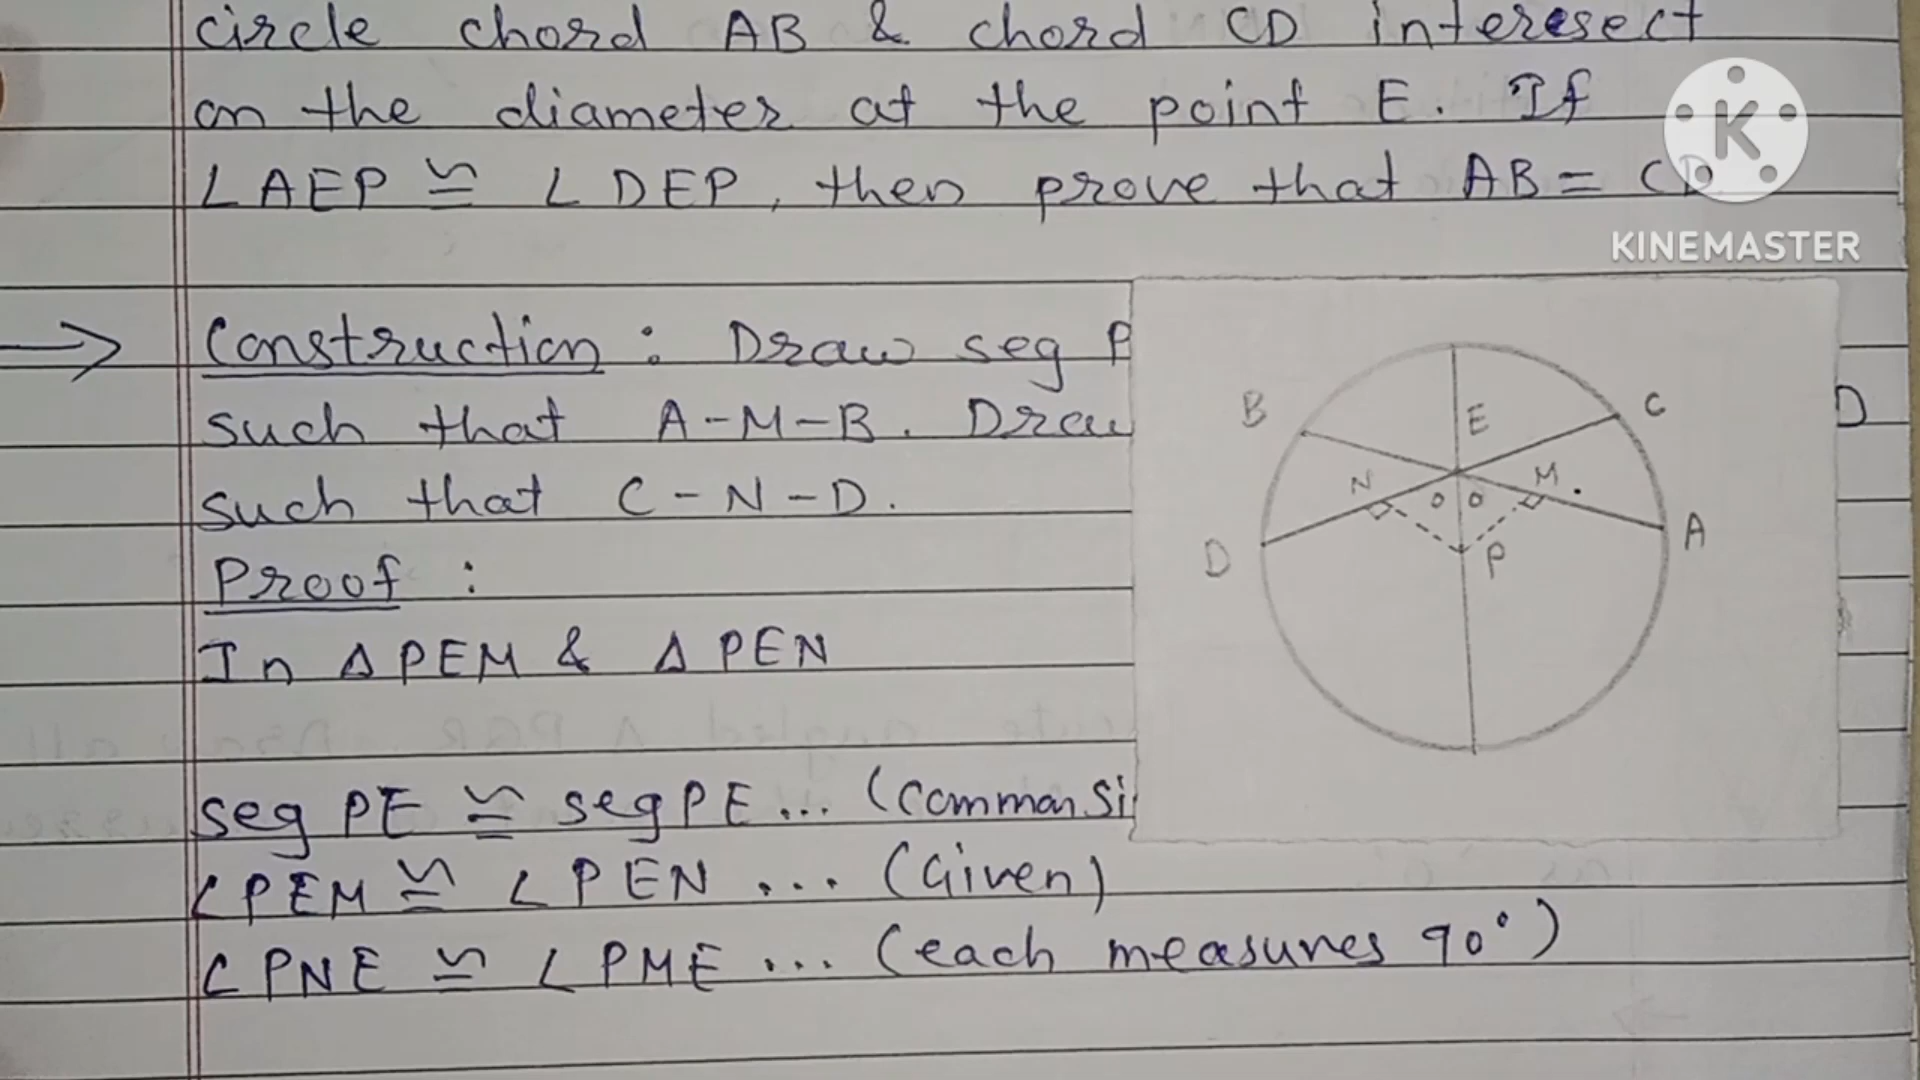 circle chord AB & chord CD interesect
on the diameter at the point E. If
∠AEP ≅ ∠DEP, then prove that AB = CD
K
KINEMASTER
Construction : Draw seg P
such that A-M-B. Draw
D
such that C-N-D.
Proof :
In Δ PEM & Δ PEN
seg PE ≅ seg PE... (Common Si
∠PEM ≅ ∠PEN ... (Given)
∠PNE ≅ ∠PME ... (each measures 90°)
B
C
E
N
M
D
P
A